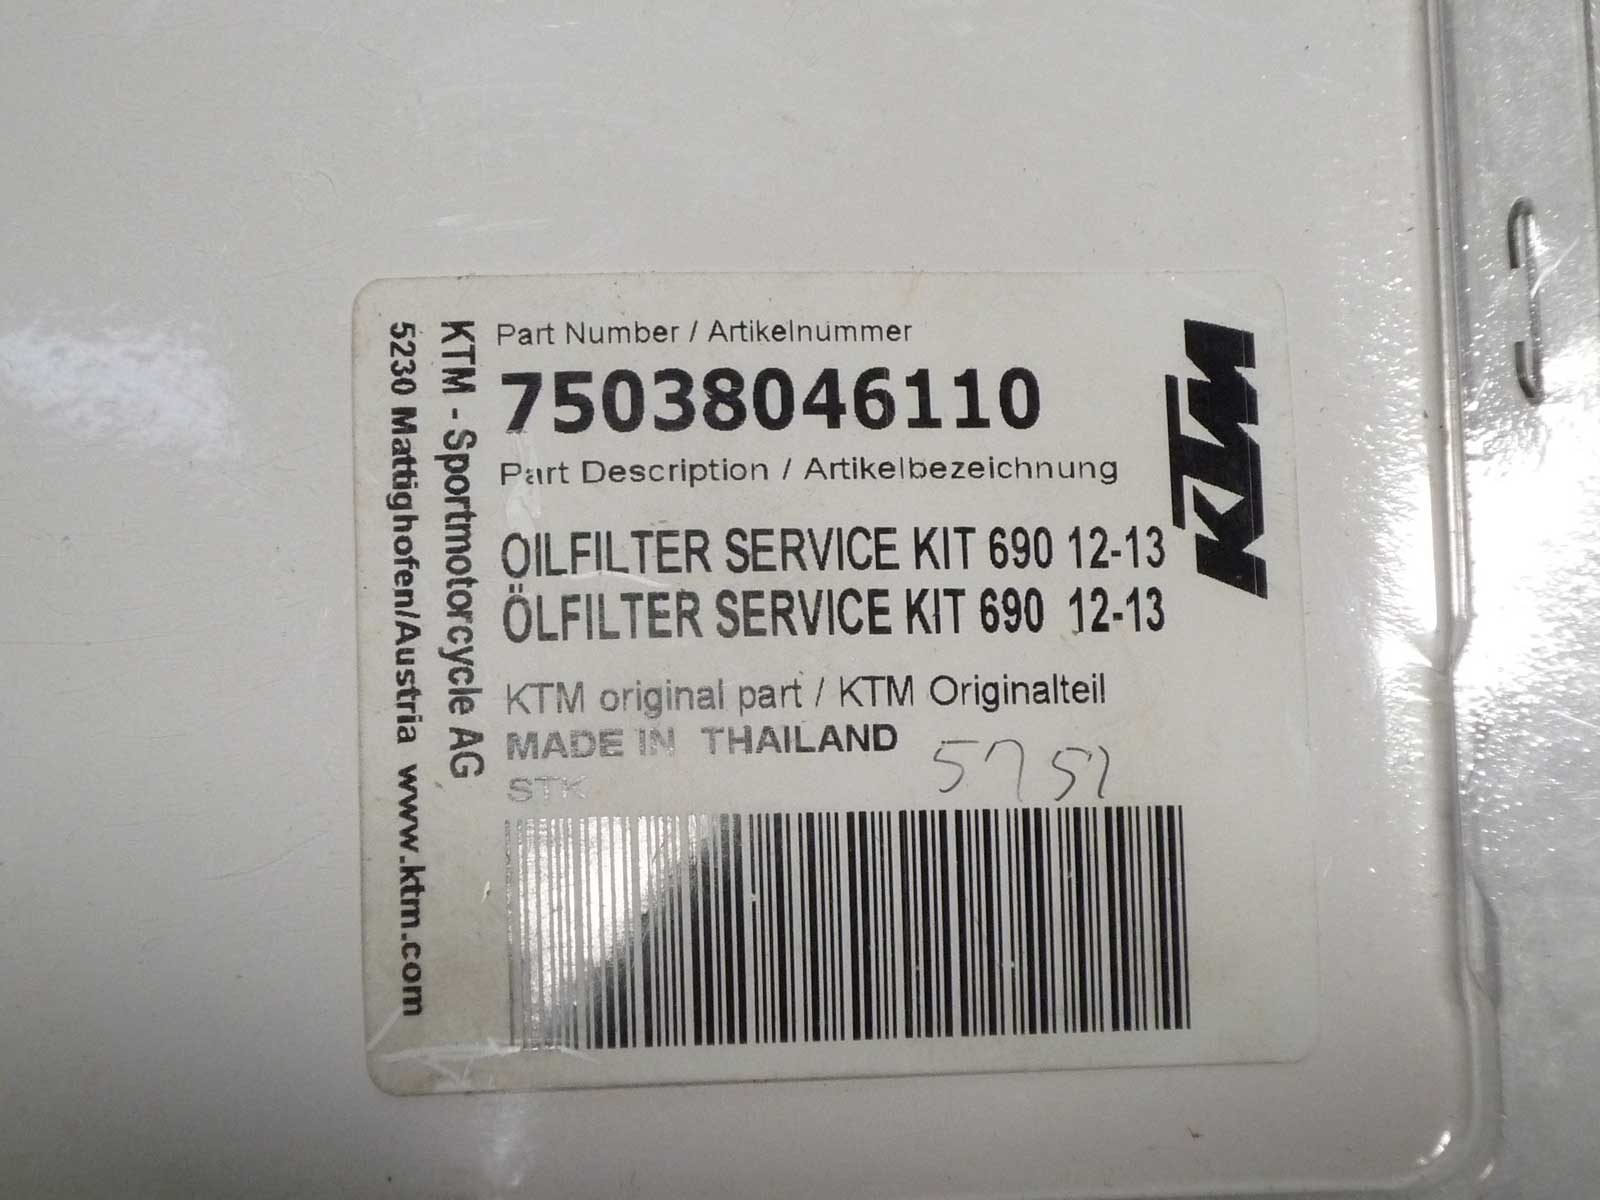 Part Number / Artikelnummer
75038046110
Part Description / Artikelbezeichnung
OILFILTER SERVICE KIT 690 12-13
ÖLFILTER SERVICE KIT 690 12-13
KTM original part / KTM Originalteil
MADE IN THAILAND
STK
5751
KTM - Sportmotorcycle AG
5230 Mattighofen/Austria www.ktm.com
KTM